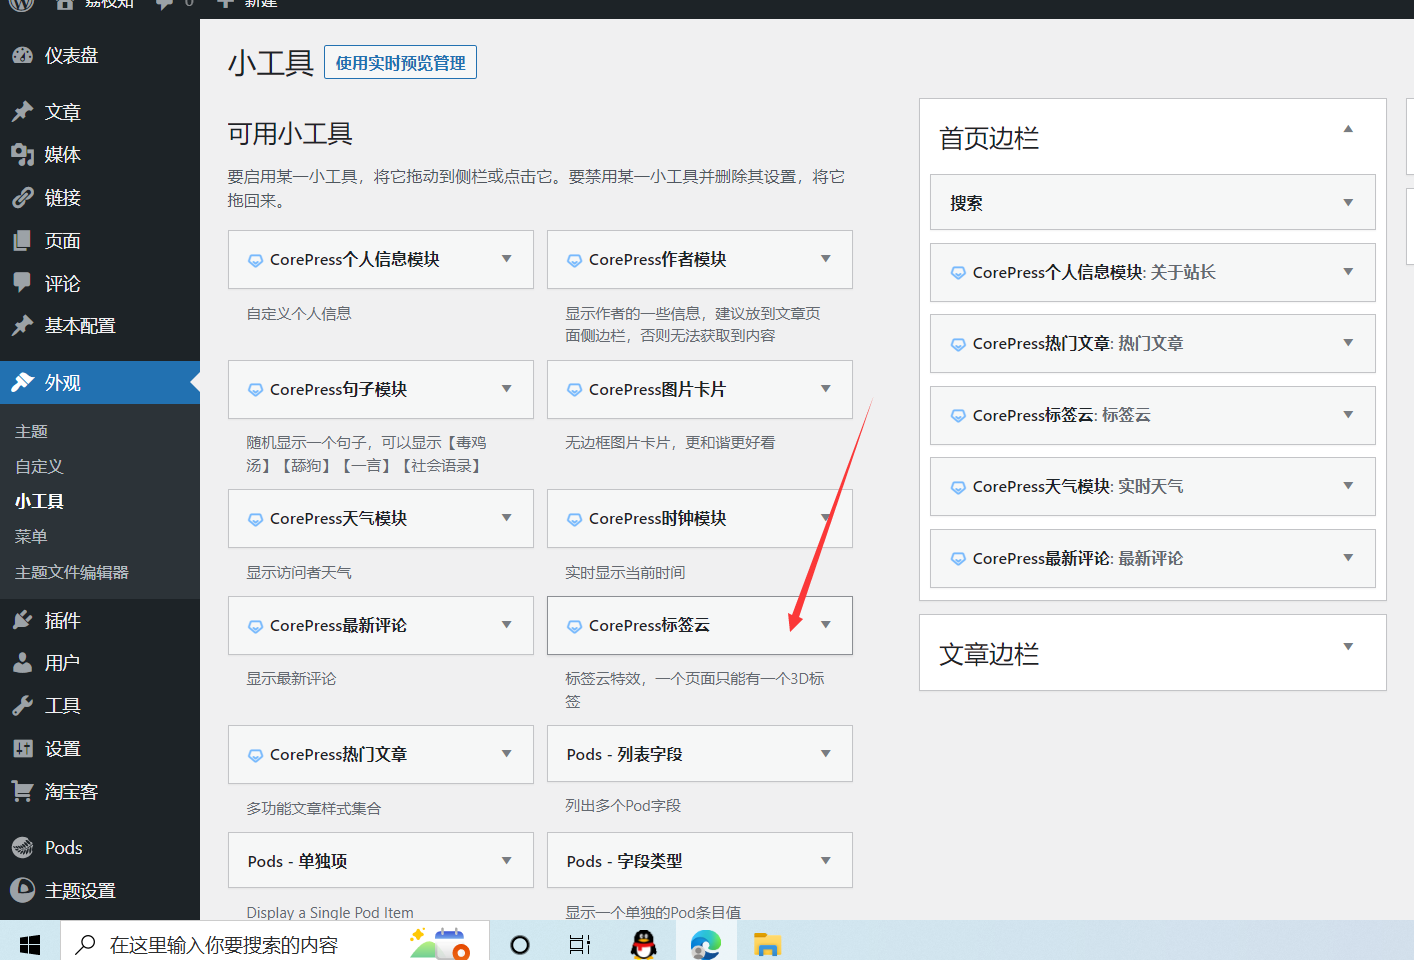 荔枝知
0
新建
仪表盘
文章
媒体
链接
页面
评论
基本配置
外观
主题
自定义
小工具
菜单
主题文件编辑器
插件
用户
工具
设置
淘宝客
Pods
主题设置
小工具
使用实时预览管理
可用小工具
要启用某一小工具，将它拖动到侧栏或点击它。要禁用某一小工具并删除其设置，将它
拖回来。
CorePress个人信息模块
自定义个人信息
CorePress作者模块
显示作者的一些信息，建议放到文章页
面侧边栏，否则无法获取到内容
CorePress句子模块
随机显示一个句子，可以显示【毒鸡
汤】【舔狗】【一言】【社会语录】
CorePress图片卡片
无边框图片卡片，更和谐更好看
CorePress天气模块
显示访问者天气
CorePress时钟模块
实时显示当前时间
CorePress最新评论
显示最新评论
CorePress标签云
标签云特效，一个页面只能有一个3D标
签
CorePress热门文章
多功能文章样式集合
Pods - 列表字段
列出多个Pod字段
Pods - 单独项
Display a Single Pod Item
Pods - 字段类型
显示一个单独的Pod条目值
首页边栏
搜索
CorePress个人信息模块: 关于站长
CorePress热门文章: 热门文章
CorePress标签云: 标签云
CorePress天气模块: 实时天气
CorePress最新评论: 最新评论
文章边栏
在这里输入你要搜索的内容